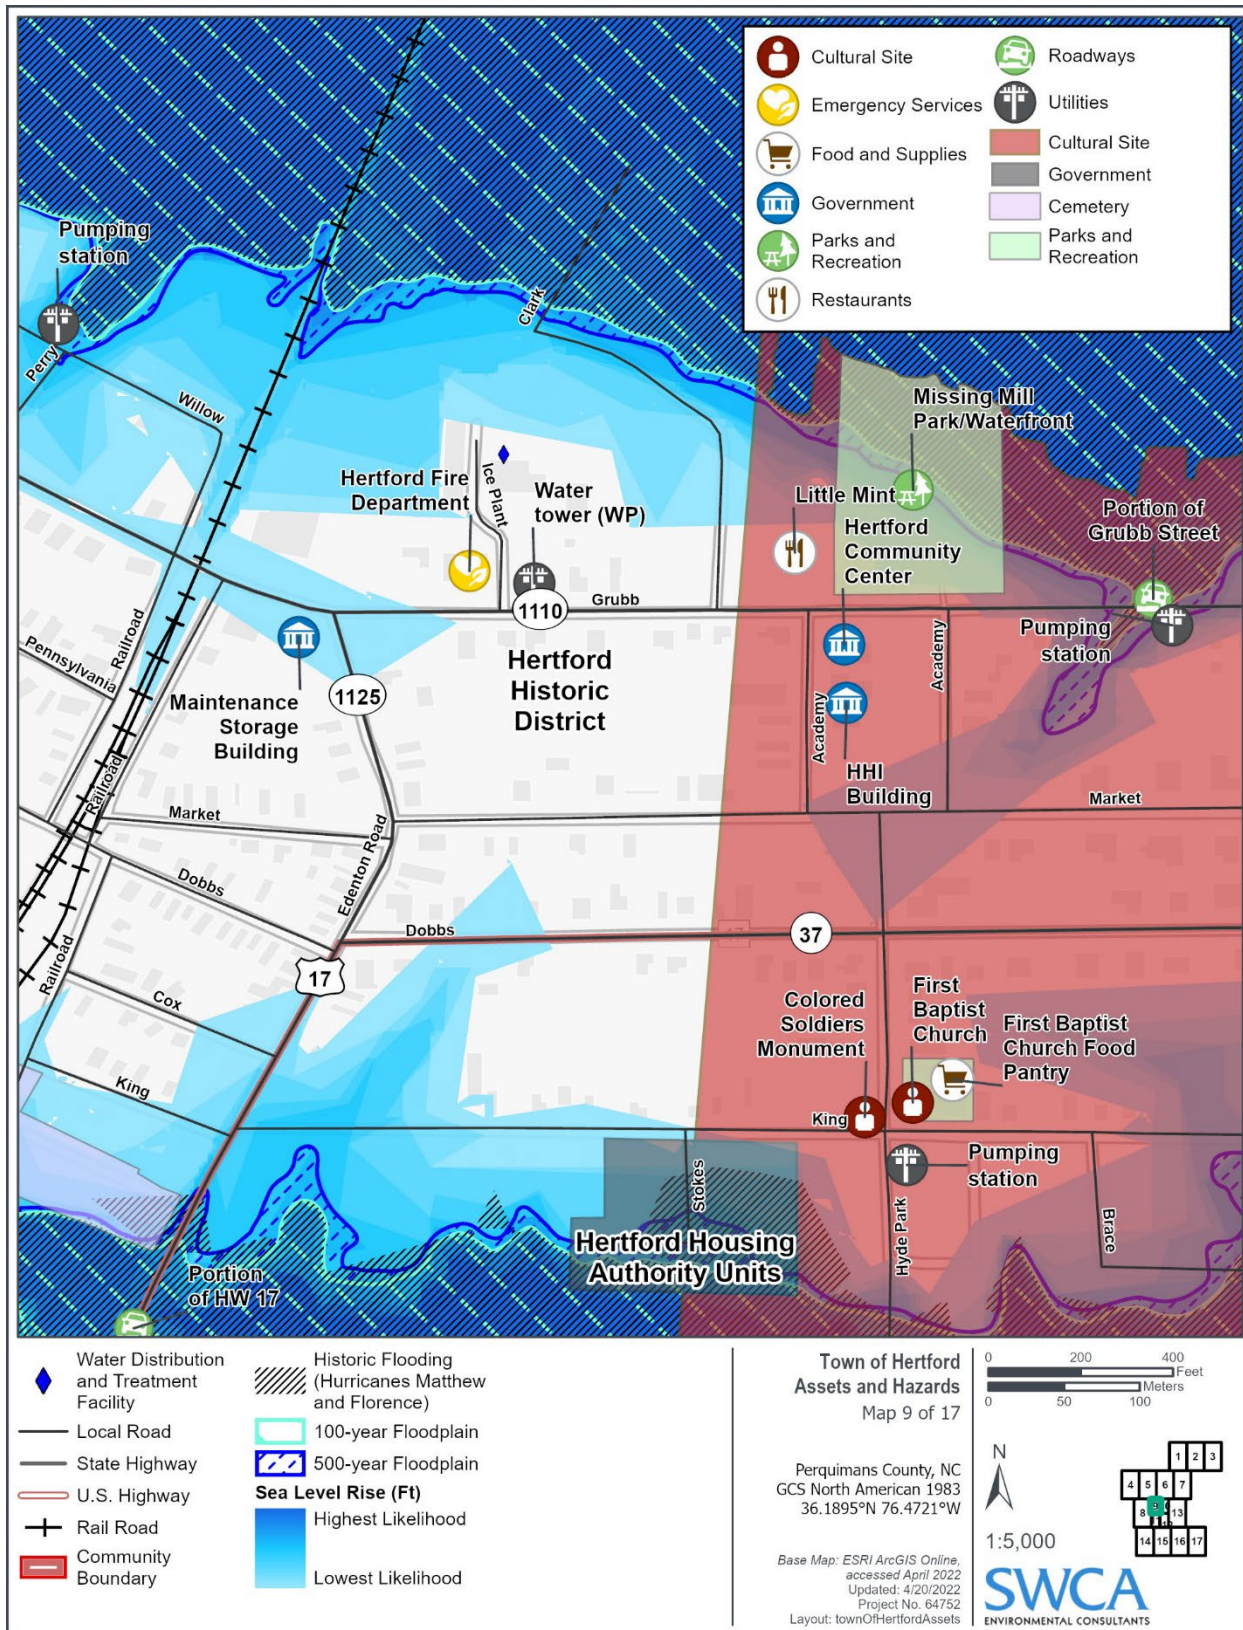 Cultural Site
Emergency Services
Food and Supplies
Government
Parks and
Recreation
Restaurants
Roadways
Utilities
Cultural Site
Government
Cemetery
Parks and
Recreation
Pumping
station
Perry
Willow
Clark
Missing Mill
Park/Waterfront
Hertford Fire
Department
Ice Plant
Water
tower (WP)
Little Mint
Hertford
Community
Center
Portion of
Grubb Street
1110
Grubb
Pumping
station
Railroad
Pennsylvania
Maintenance
Storage
Building
1125
Hertford
Historic
District
Academy
Academy
HHI
Building
Railroad
Market
Market
Edenton Road
Dobbs
Dobbs
37
17
17
Railroad
Cox
King
Colored
Soldiers
Monument
First
Baptist
Church
First Baptist
Church Food
Pantry
King
Stokes
Pumping
station
Hyde Park
Brace
Hertford Housing
Authority Units
Portion
of HW 17
Water Distribution
and Treatment
Facility
Local Road
State Highway
U.S. Highway
Rail Road
Community
Boundary
Historic Flooding
(Hurricanes Matthew
and Florence)
100-year Floodplain
500-year Floodplain
Sea Level Rise (Ft)
Highest Likelihood
Lowest Likelihood
Town of Hertford
Assets and Hazards
Map 9 of 17
Perquimans County, NC
GCS North American 1983
36.1895°N 76.4721°W
Base Map: ESRI ArcGIS Online,
accessed April 2022
Updated: 4/20/2022
Project No. 64752
Layout: townOfHertfordAssets
0 200 400
Feet
Meters
0 50 100
N
1:5,000
1 2 3
4 5 6 7
8 9 13
14 15 16 17
SWCA
ENVIRONMENTAL CONSULTANTS